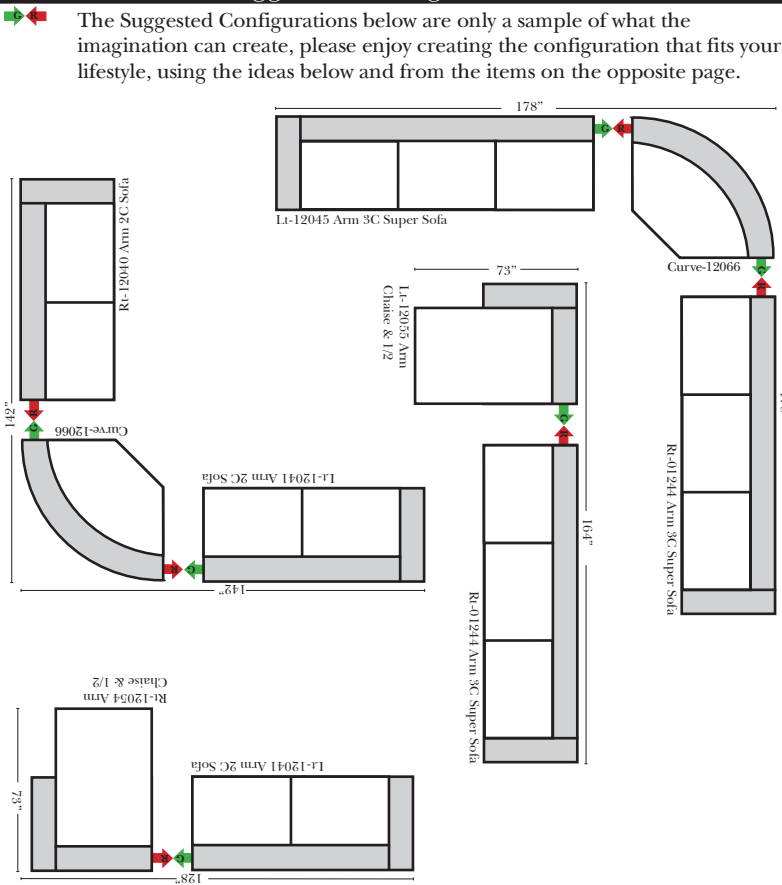 G R
The Suggested Configurations below are only a sample of what the
imagination can create, please enjoy creating the configuration that fits your
lifestyle, using the ideas below and from the items on the opposite page.
178"
Lt-12045 Arm 3C Super Sofa
G R
Curve-12066
G
R
Rt-01244 Arm 3C Super Sofa
Rt-12040 Arm 2C Sofa
142"
R
G
Curve-12066
Lt-12041 Arm 2C Sofa
R G
142"
73"
Lt-12055 Arm
Chaise & 1/2
G
R
164"
Rt-01244 Arm 3C Super Sofa
Rt-12054 Arm
Chaise & 1/2
73"
Lt-12041 Arm 2C Sofa
R G
128"